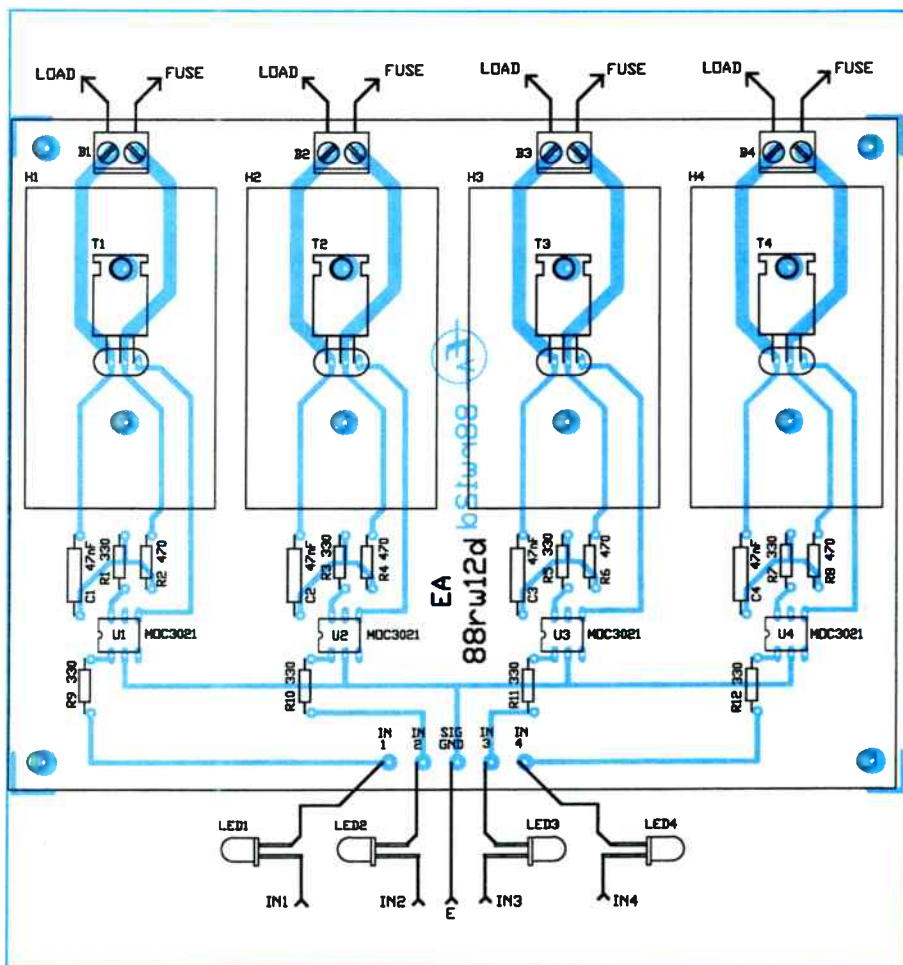 LOAD FUSE LOAD FUSE LOAD FUSE LOAD FUSE
B1 B2 B3 B4
H1 H2 H3 H4
T1 T2 T3 T4
88rw12d
47nF 330 470 47nF 330 470 47nF 330 470 47nF 330 470
C1 R1 R2 C2 R3 R4 C3 R5 R6 C4 R7 R8
EA
88rw12d
U1 MOC3021 U2 MOC3021 U3 MOC3021 U4 MOC3021
R9 330 R10 330 R11 330 R12 330
IN IN SIG IN IN
1 2 GND 3 4
LED1 LED2 LED3 LED4
IN1 IN2 E IN3 IN4